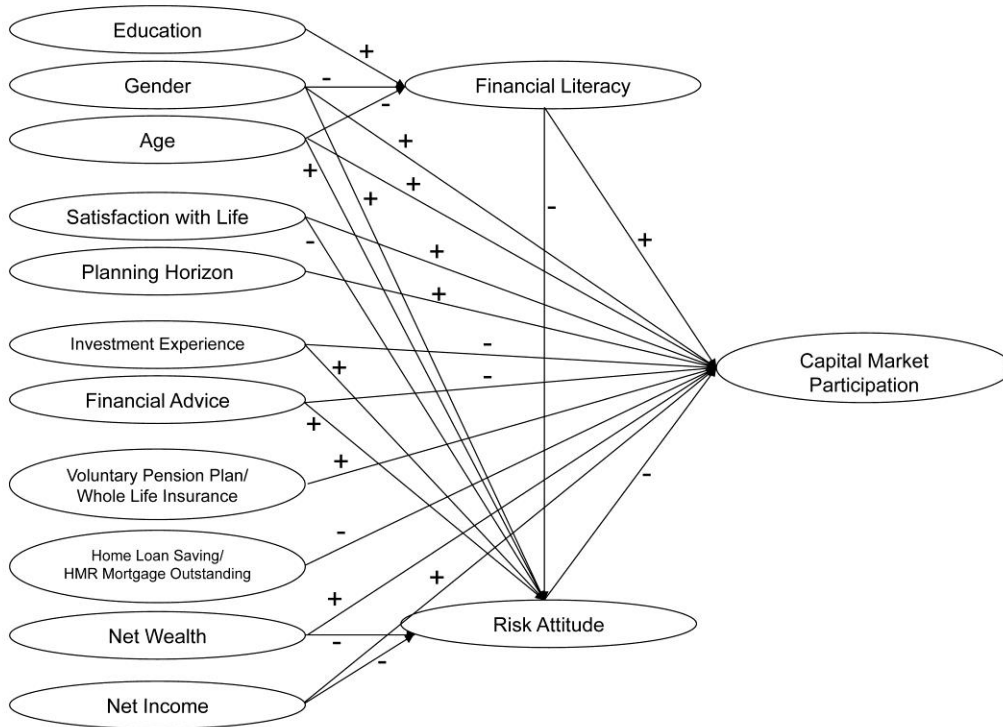 Education
+
Gender
-
Financial Literacy
-
Age
+
+
+
+
Satisfaction with Life
-
-
+
+
Planning Horizon
+
Investment Experience
-
+
Capital Market
Participation
Financial Advice
-
+
Voluntary Pension Plan/
Whole Life Insurance
+
-
Home Loan Saving/
HMR Mortgage Outstanding
-
+
+
Net Wealth
-
-
Risk Attitude
Net Income